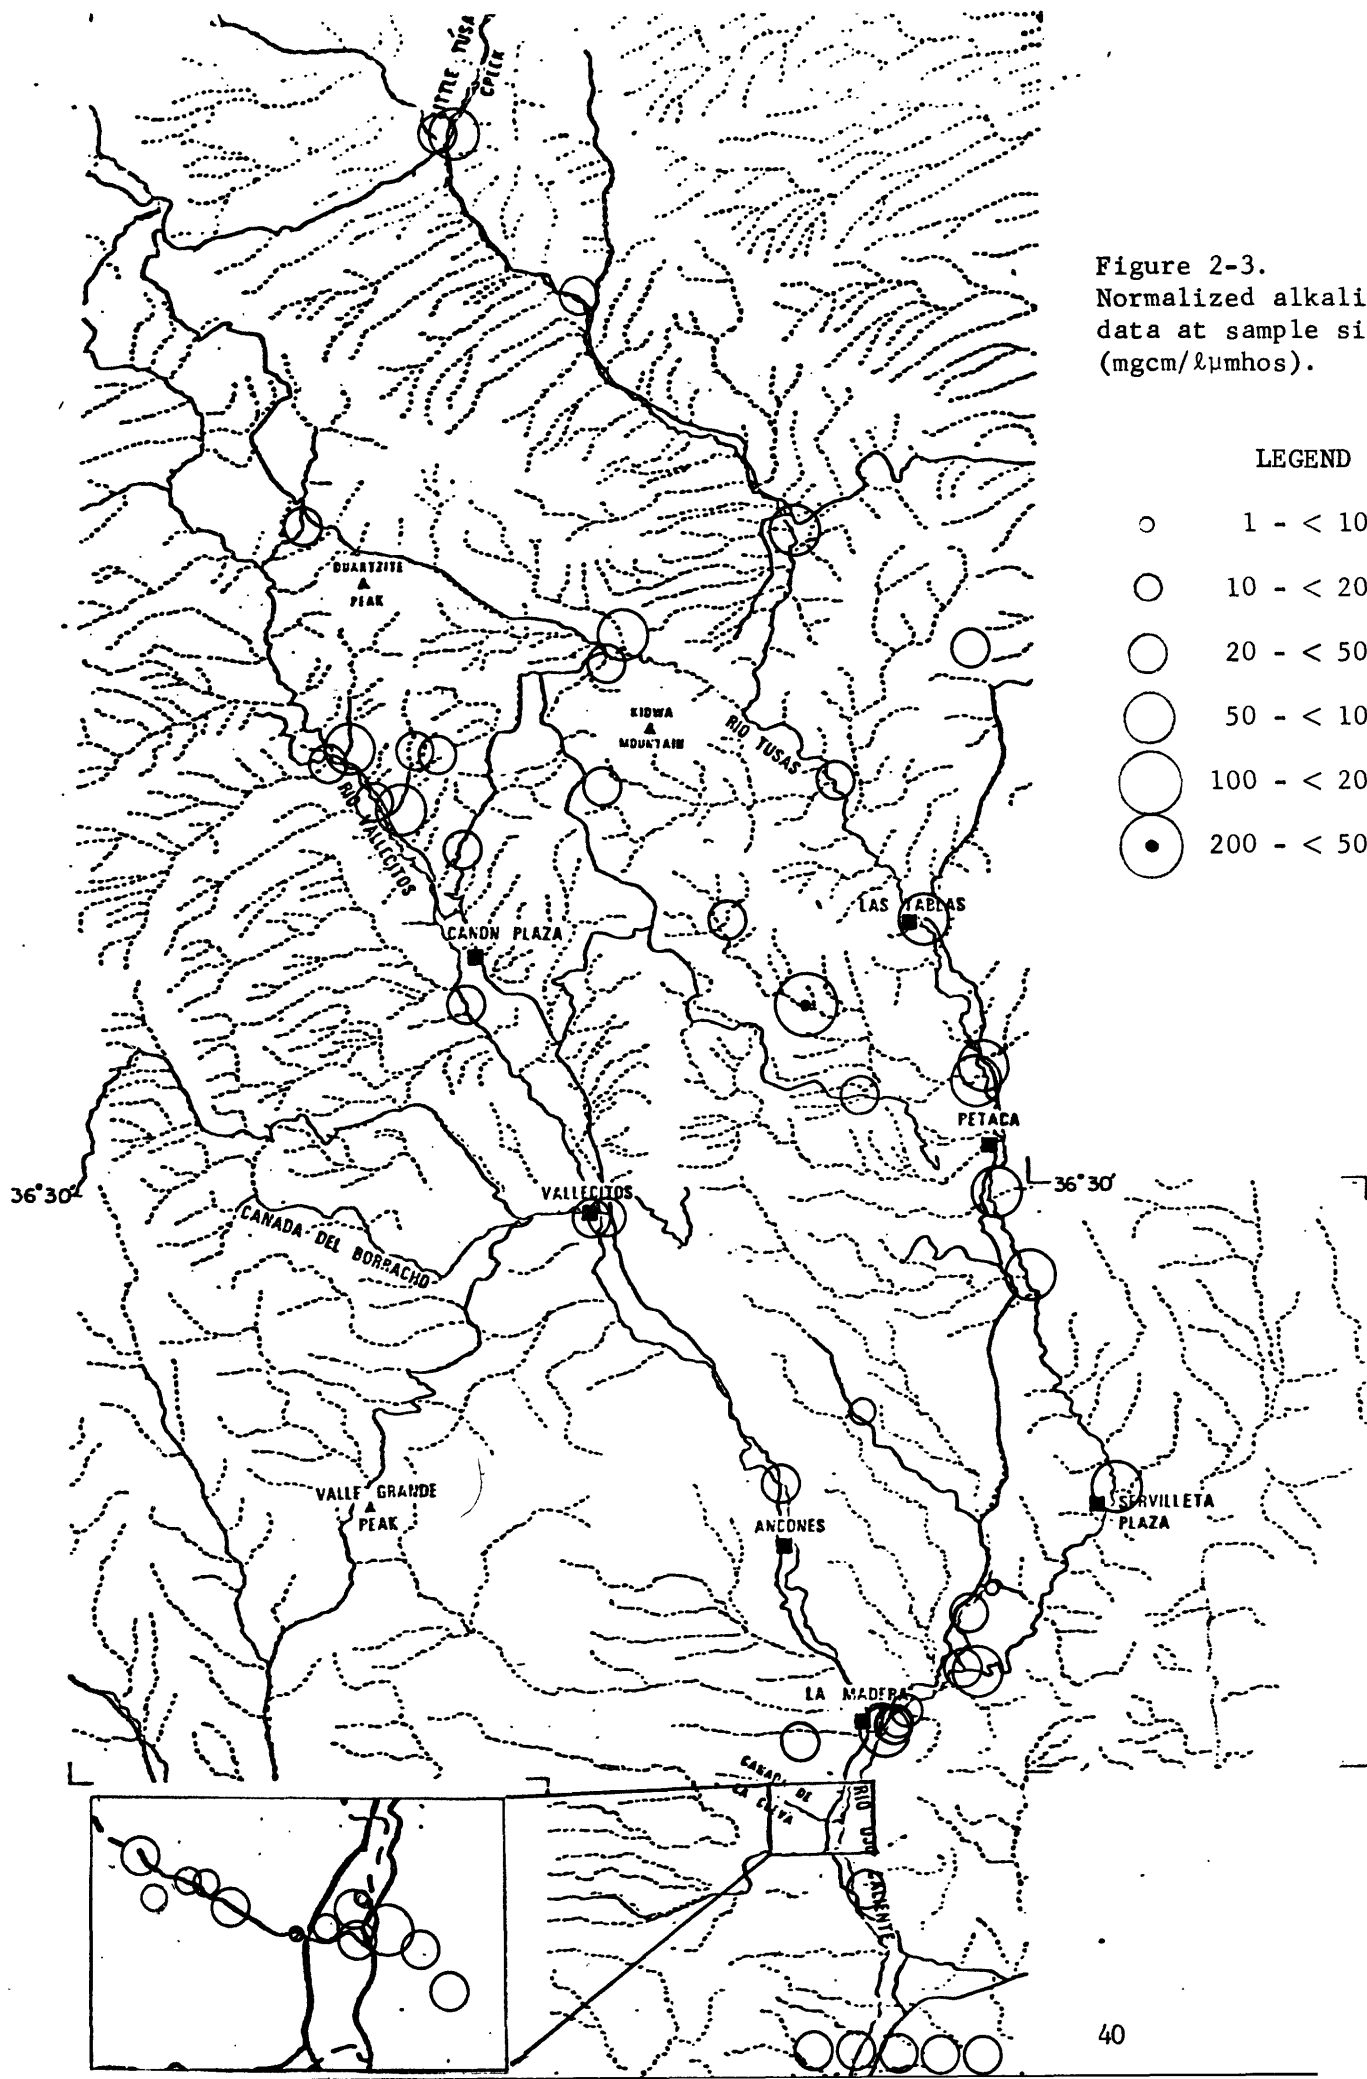 LITTLE TUSA
CREEK
Figure 2-3.
Normalized alkali
data at sample si
(mgcm/ℓμmhos).
LEGEND
1 - < 10
10 - < 20
20 - < 50
50 - < 10
100 - < 20
200 - < 50
QUARTZITE
PEAK
KIOWA
MOUNTAIN
RIO TUSAS
RIO VALLECITOS
LAS TABLAS
CANON PLAZA
PETACA
36°30'
36°30'
VALLECITOS
CANADA DEL BORRACHO
VALLE GRANDE
PEAK
SERVILLETA
PLAZA
ANCONES
LA MADERA
CANADA DE
LA CUEVA
RIO OJO
CALIENTE
40